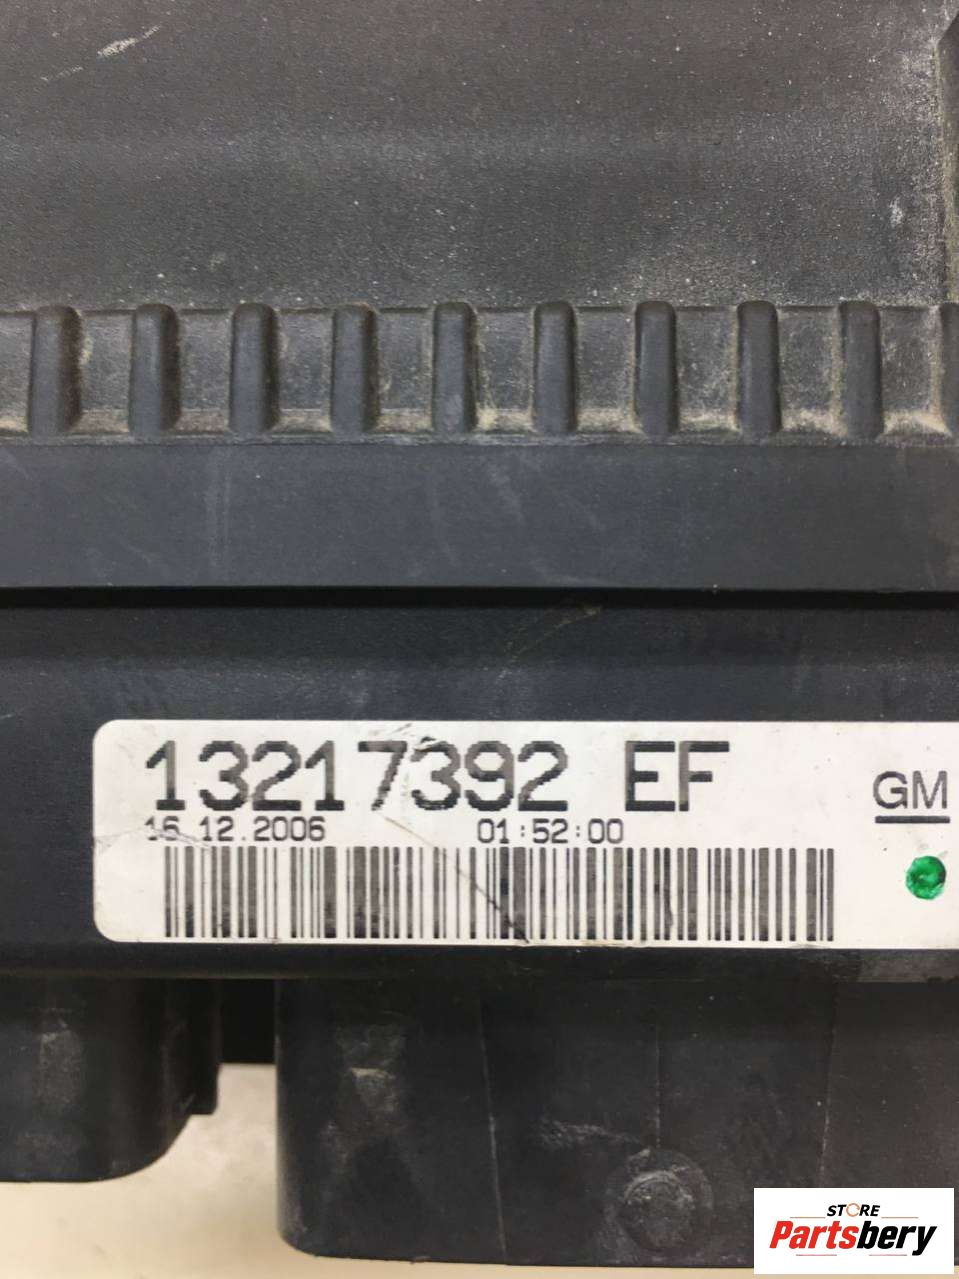 13217392 EF
GM
16.12.2006 01:52:00
STORE
Partsbery